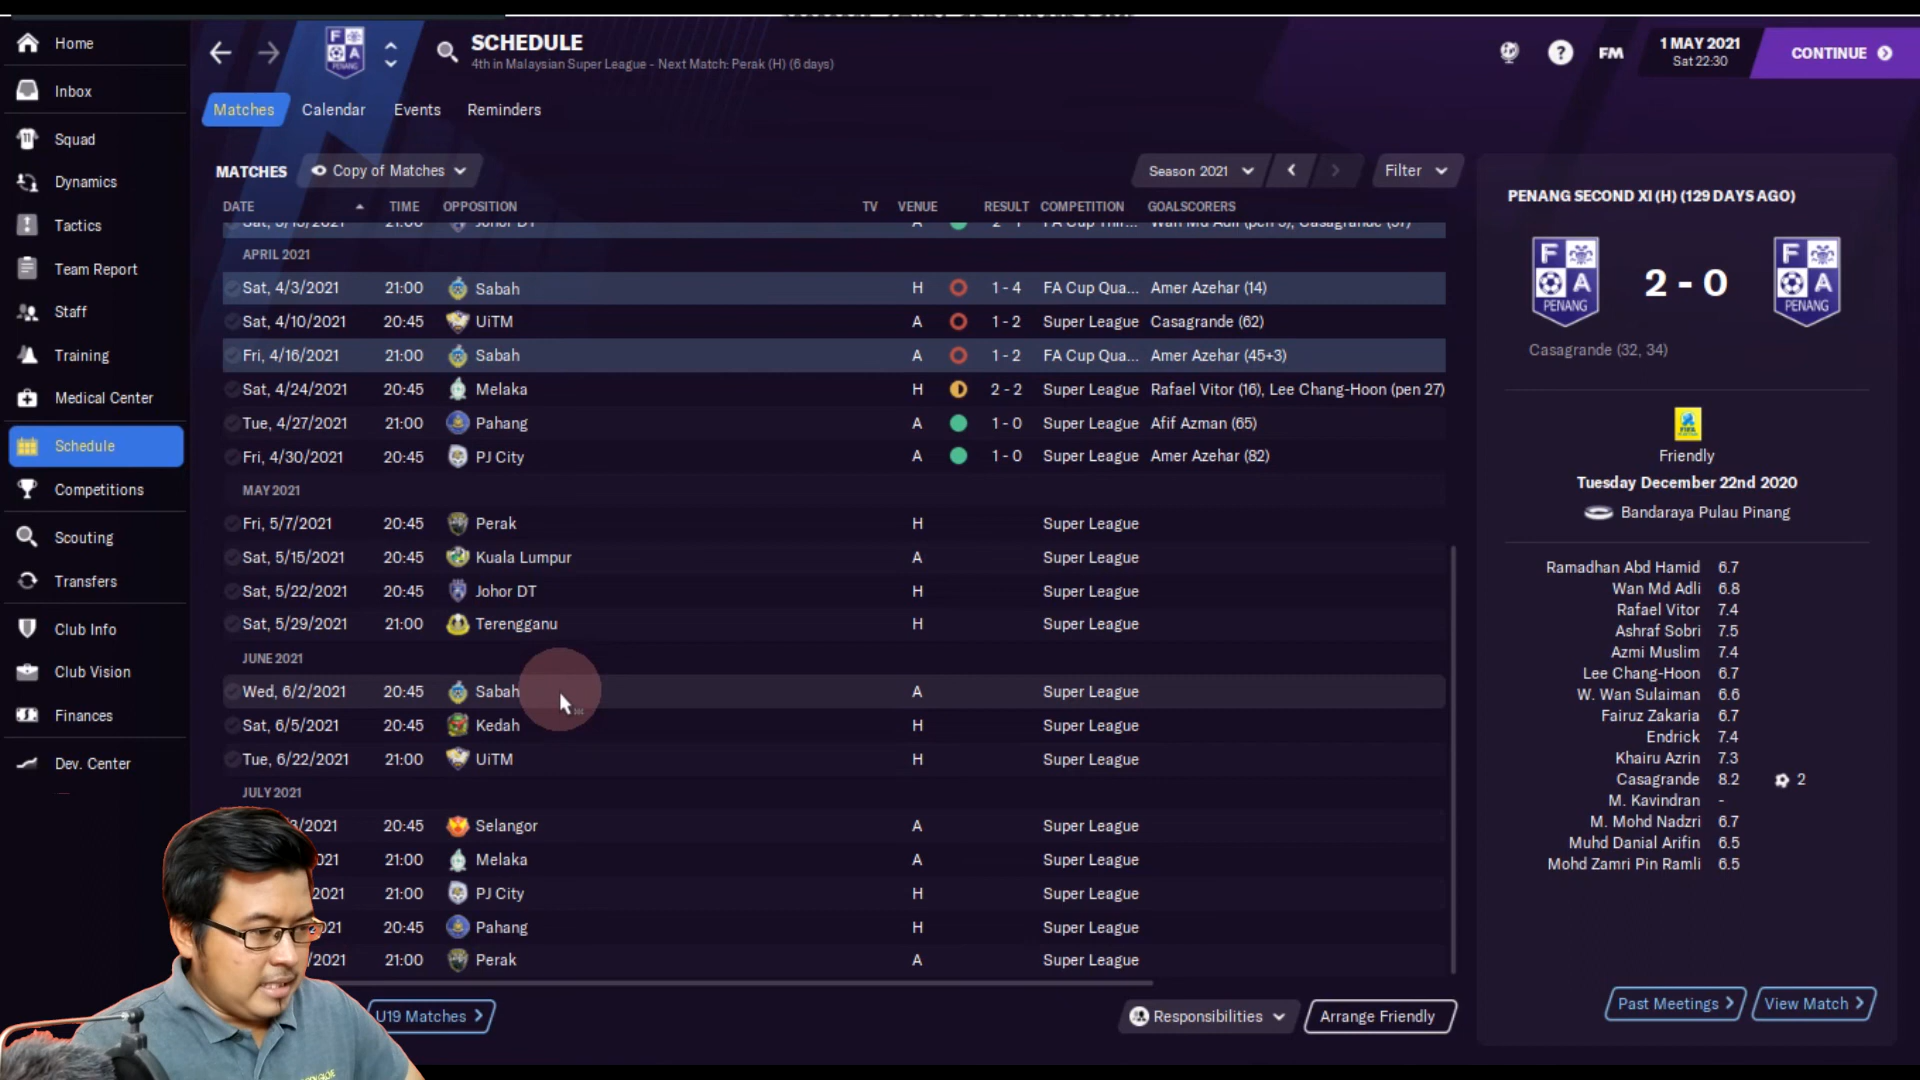 Home
Inbox
Squad
Dynamics
Tactics
Team Report
Staff
Training
Medical Center
Schedule
Competitions
Scouting
Transfers
Club Info
Club Vision
Finances
Dev. Center
SCHEDULE
4th in Malaysian Super League - Next Match: Perak (H) (6 days)
FM
1 MAY 2021
Sat 22:30
CONTINUE
Matches Calendar Events Reminders
MATCHES Copy of Matches Season 2021 Filter
DATE TIME OPPOSITION TV VENUE RESULT COMPETITION GOALSCORERS
APRIL 2021
Sat, 4/3/2021 21:00 Sabah H 1 - 4 FA Cup Qua... Amer Azehar (14)
Sat, 4/10/2021 20:45 UiTM A 1 - 2 Super League Casagrande (62)
Fri, 4/16/2021 21:00 Sabah A 1 - 2 FA Cup Qua... Amer Azehar (45+3)
Sat, 4/24/2021 20:45 Melaka H 2 - 2 Super League Rafael Vitor (16), Lee Chang-Hoon (pen 27)
Tue, 4/27/2021 21:00 Pahang A 1 - 0 Super League Afif Azman (65)
Fri, 4/30/2021 20:45 PJ City A 1 - 0 Super League Amer Azehar (82)
MAY 2021
Fri, 5/7/2021 20:45 Perak H Super League
Sat, 5/15/2021 20:45 Kuala Lumpur A Super League
Sat, 5/22/2021 20:45 Johor DT H Super League
Sat, 5/29/2021 21:00 Terengganu H Super League
JUNE 2021
Wed, 6/2/2021 20:45 Sabah A Super League
Sat, 6/5/2021 20:45 Kedah H Super League
Tue, 6/22/2021 21:00 UiTM H Super League
JULY 2021
/2021 20:45 Selangor A Super League
21:00 Melaka A Super League
2021 21:00 PJ City H Super League
20:45 Pahang H Super League
/2021 21:00 Perak A Super League
U19 Matches
Responsibilities
Arrange Friendly
PENANG SECOND XI (H) (129 DAYS AGO)
F A PENANG
2 - 0
F A PENANG
Casagrande (32, 34)
Friendly
Tuesday December 22nd 2020
Bandaraya Pulau Pinang
Ramadhan Abd Hamid 6.7
Wan Md Adli 6.8
Rafael Vitor 7.4
Ashraf Sobri 7.5
Azmi Muslim 7.4
Lee Chang-Hoon 6.7
W. Wan Sulaiman 6.6
Fairuz Zakaria 6.7
Endrick 7.4
Khairu Azrin 7.3
Casagrande 8.2 2
M. Kavindran -
M. Mohd Nadzri 6.7
Muhd Danial Arifin 6.5
Mohd Zamri Pin Ramli 6.5
Past Meetings
View Match